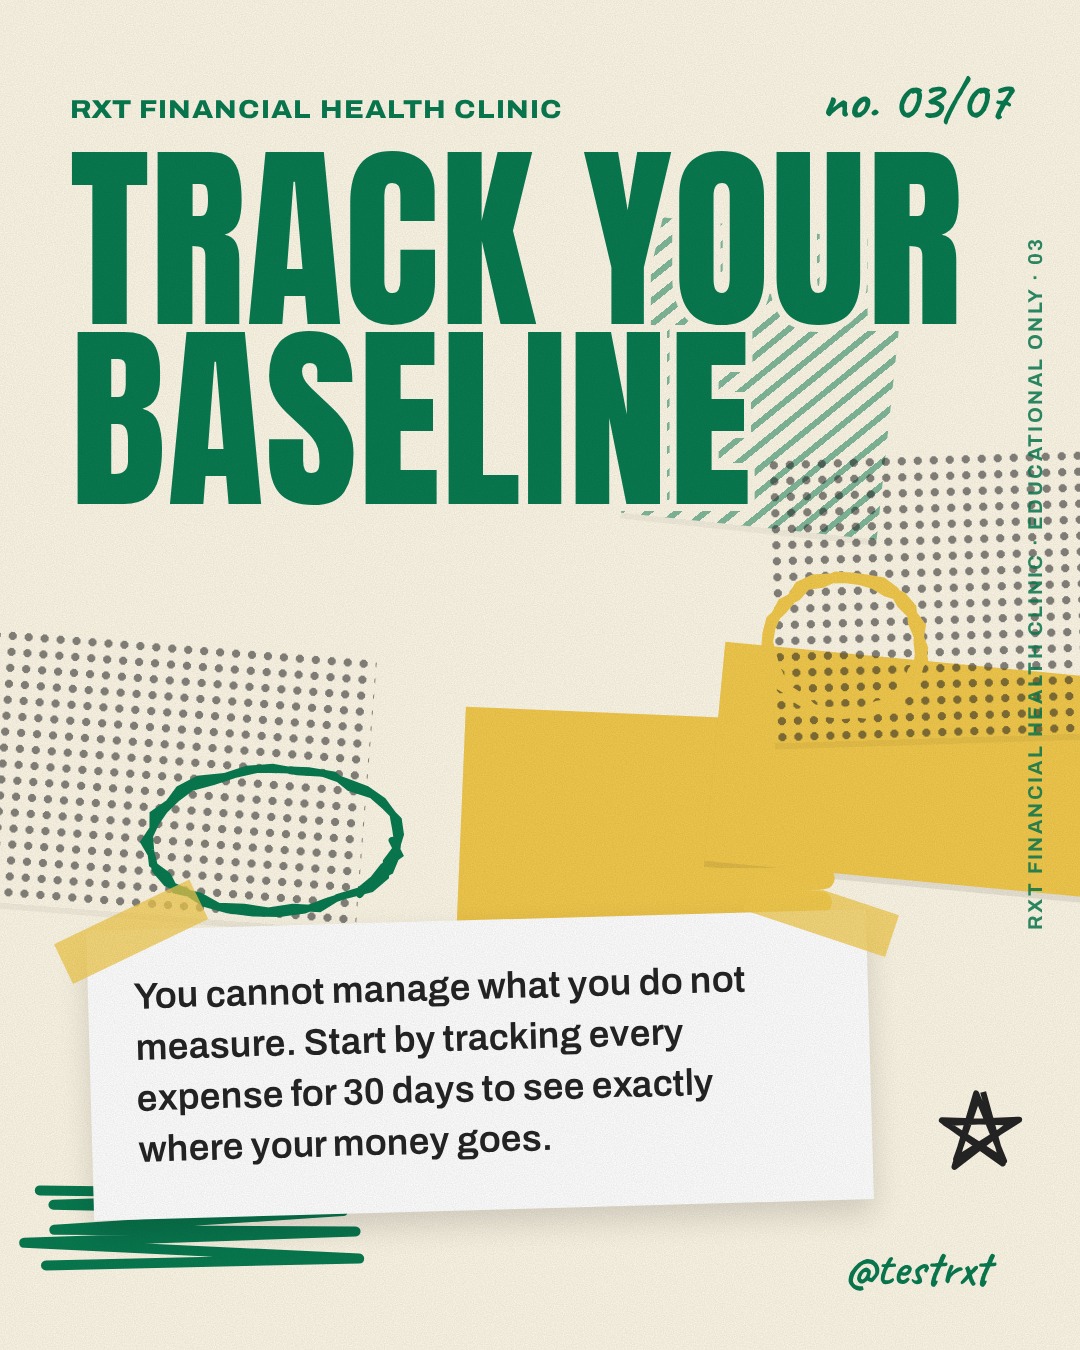 RXT FINANCIAL HEALTH CLINIC
no. 03/07
TRACK YOUR
BASELINE
RXT FINANCIAL HEALTH CLINIC · EDUCATIONAL ONLY · 03
You cannot manage what you do not
measure. Start by tracking every
expense for 30 days to see exactly
where your money goes.
@testrxt